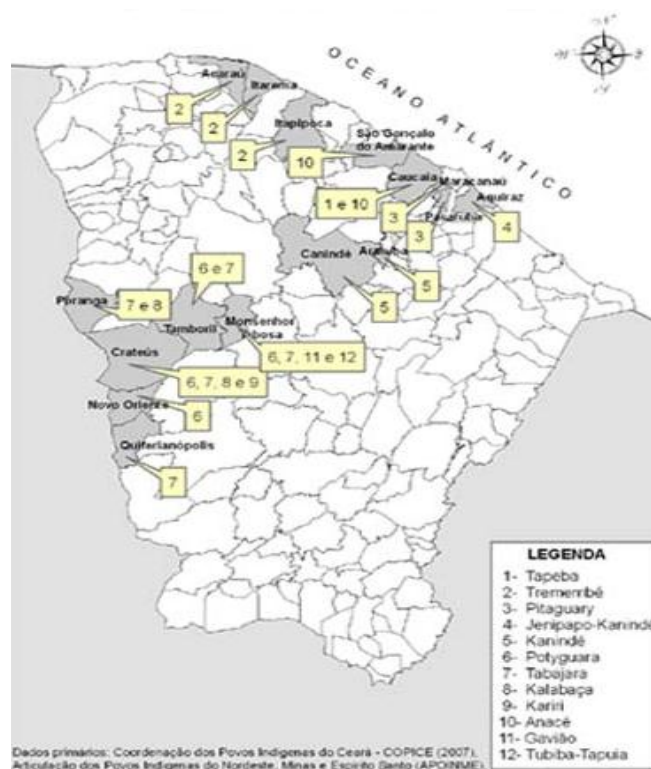 OCEANO ATLÂNTICO
Acaraú
Itarema
2
2
Itapipoca
2
São Gonçalo
do Amarante
10
Caucaia
1 e 10
Maracanaú
3
Pacatuba
3
Aquiraz
4
Canindé
5
Aratuba
5
6 e 7
7 e 8
Tamboril
Monsenhor
6, 7, 11 e 12
Crateús
6, 7, 8 e 9
Novo Oriente
6
Quiterianópolis
7
LEGENDA
1- Tapeba
2- Tremembé
3- Pitaguary
4- Jenipapo-Kanindé
5- Kanindé
6- Potyguara
7- Tabajara
8- Kalabaça
9- Kariri
10- Anacé
11- Gavião
12- Tubiba-Tapuia
Dados primários: Coordenação dos Povos Indígenas do Ceará - COPICE (2007).
Articulação dos Povos Indígenas do Nordeste, Minas e Espírito Santo (APOINME).